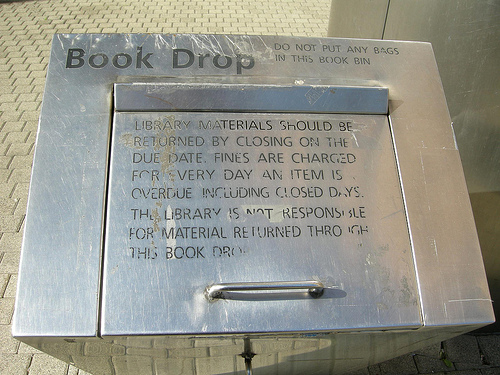 Book Drop
DO NOT PUT ANY BAGS
IN THIS BOOK BIN
LIBRARY MATERIALS SHOULD BE
RETURNED BY CLOSING ON THE
DUE DATE. FINES ARE CHARGED
FOR EVERY DAY AN ITEM IS
OVERDUE INCLUDING CLOSED DAYS.
THE LIBRARY IS NOT RESPONSIBLE
FOR MATERIAL RETURNED THROUGH
THIS BOOK DROP